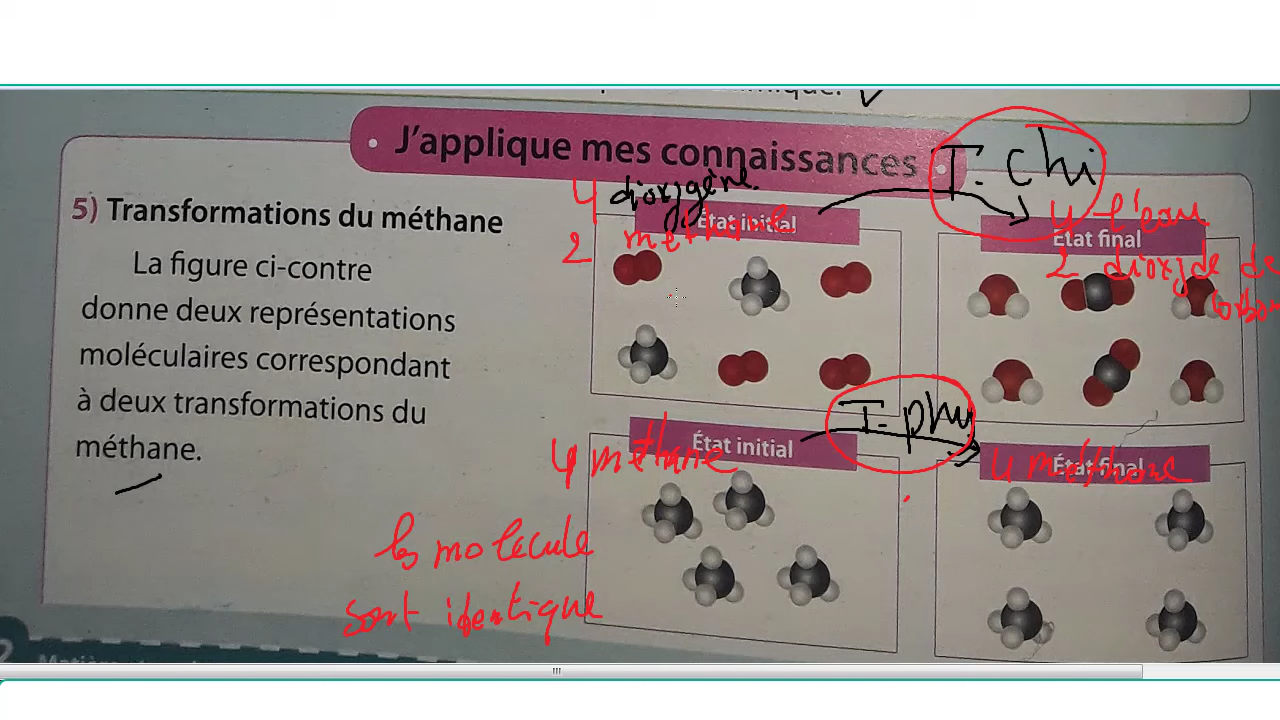 J'applique mes connaissances
T. chi
5) Transformations du méthane
La figure ci-contre
donne deux représentations
moléculaires correspondant
à deux transformations du
méthane.
4 dioxygène
2 méthane
État initial
4 l'eau
État final
2 dioxyde de
T. phy
État initial
4 méthane
État final
4 méthane
les molécule
sont identique